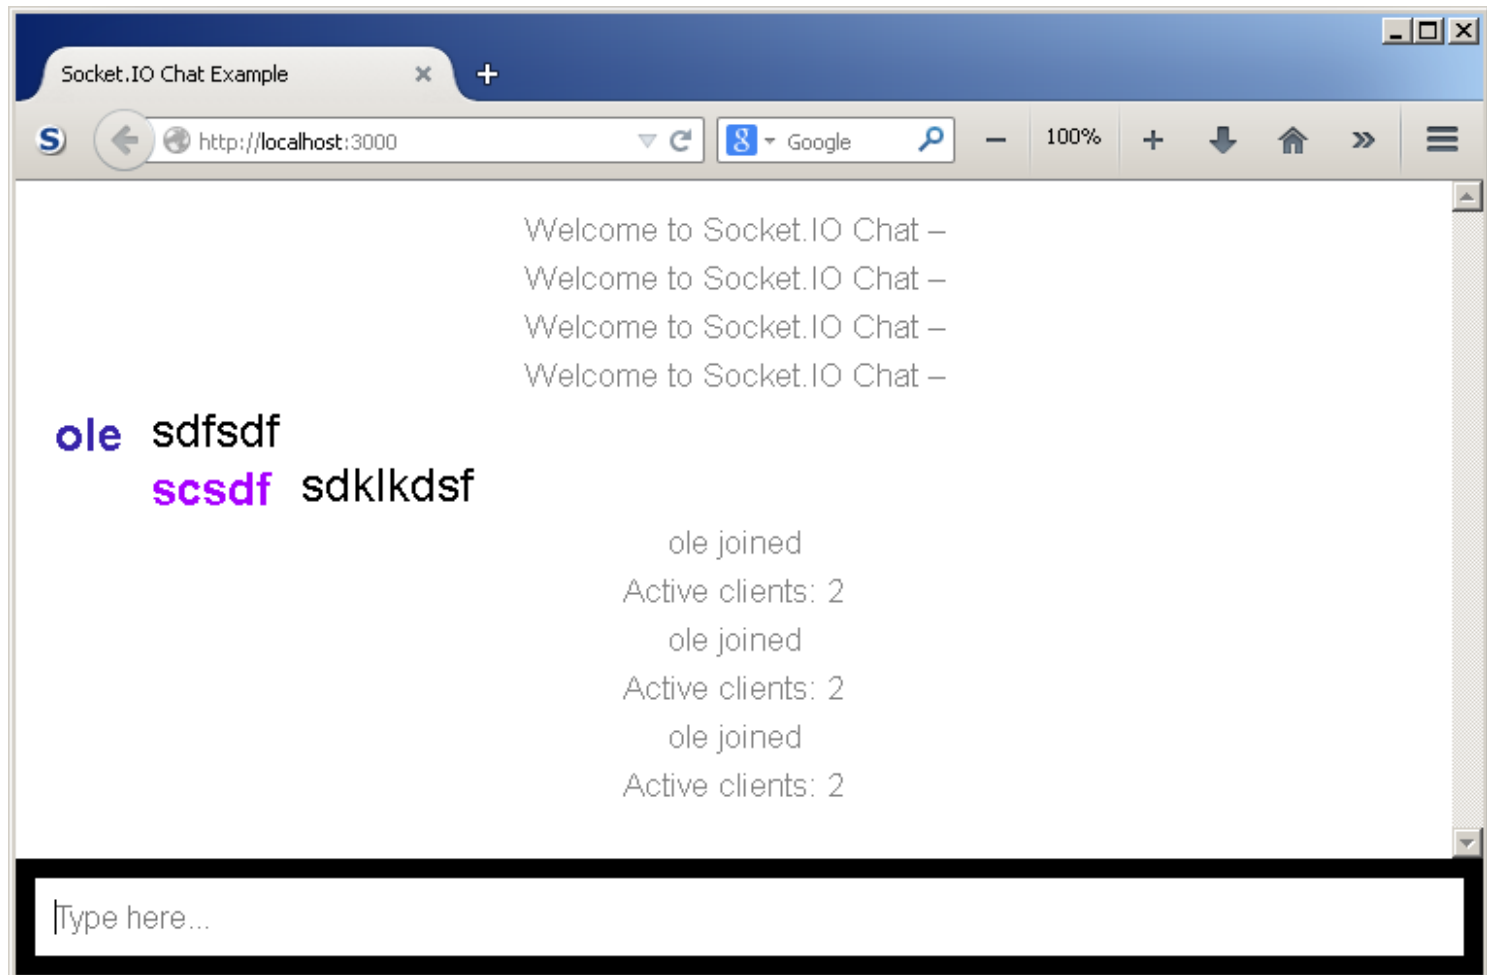 Socket.IO Chat Example
http://localhost:3000
Google
100%
Welcome to Socket.IO Chat –
Welcome to Socket.IO Chat –
Welcome to Socket.IO Chat –
Welcome to Socket.IO Chat –
ole sdfsdf
scsdf sdklkdsf
ole joined
Active clients: 2
ole joined
Active clients: 2
ole joined
Active clients: 2
Type here...